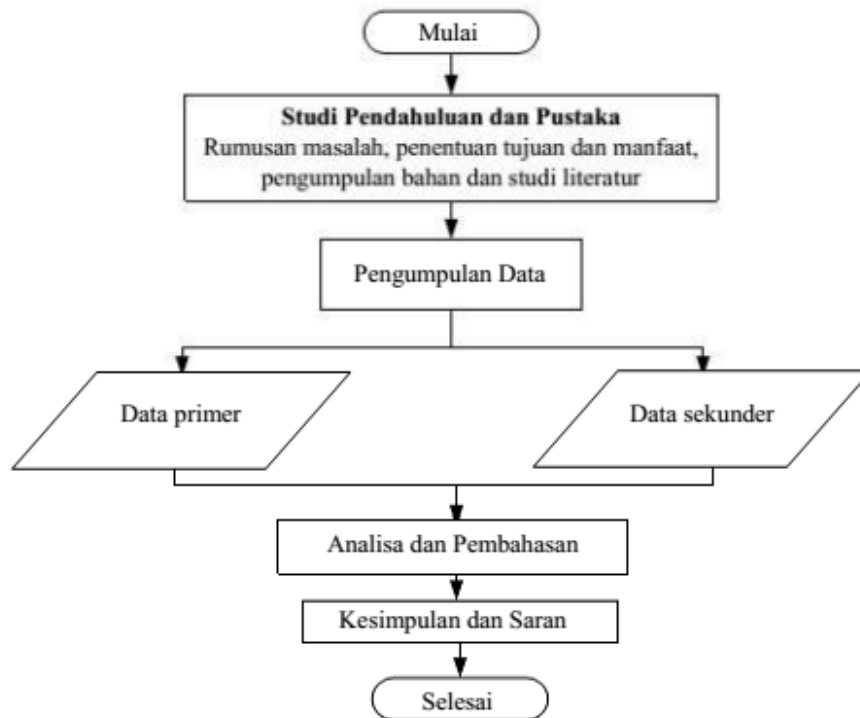 Mulai
Studi Pendahuluan dan Pustaka
Rumusan masalah, penentuan tujuan dan manfaat,
pengumpulan bahan dan studi literatur
Pengumpulan Data
Data primer
Data sekunder
Analisa dan Pembahasan
Kesimpulan dan Saran
Selesai